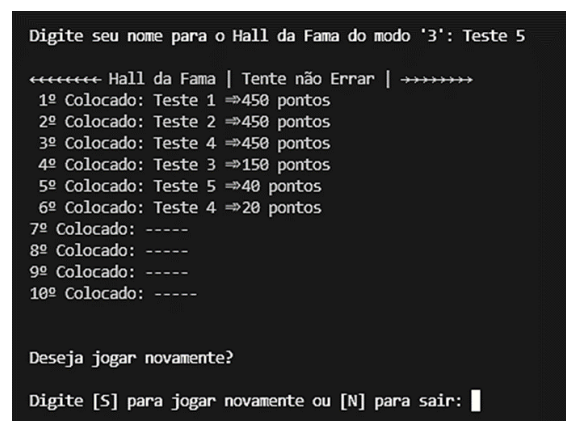 Digite seu nome para o Hall da Fama do modo '3': Teste 5
←←←←←←←← Hall da Fama | Tente não Errar | →→→→→→→→→
1º Colocado: Teste 1 ⇒450 pontos
2º Colocado: Teste 2 ⇒450 pontos
3º Colocado: Teste 4 ⇒450 pontos
4º Colocado: Teste 3 ⇒150 pontos
5º Colocado: Teste 5 ⇒40 pontos
6º Colocado: Teste 4 ⇒20 pontos
7º Colocado: -----
8º Colocado: -----
9º Colocado: -----
10º Colocado: -----
Deseja jogar novamente?
Digite [S] para jogar novamente ou [N] para sair: